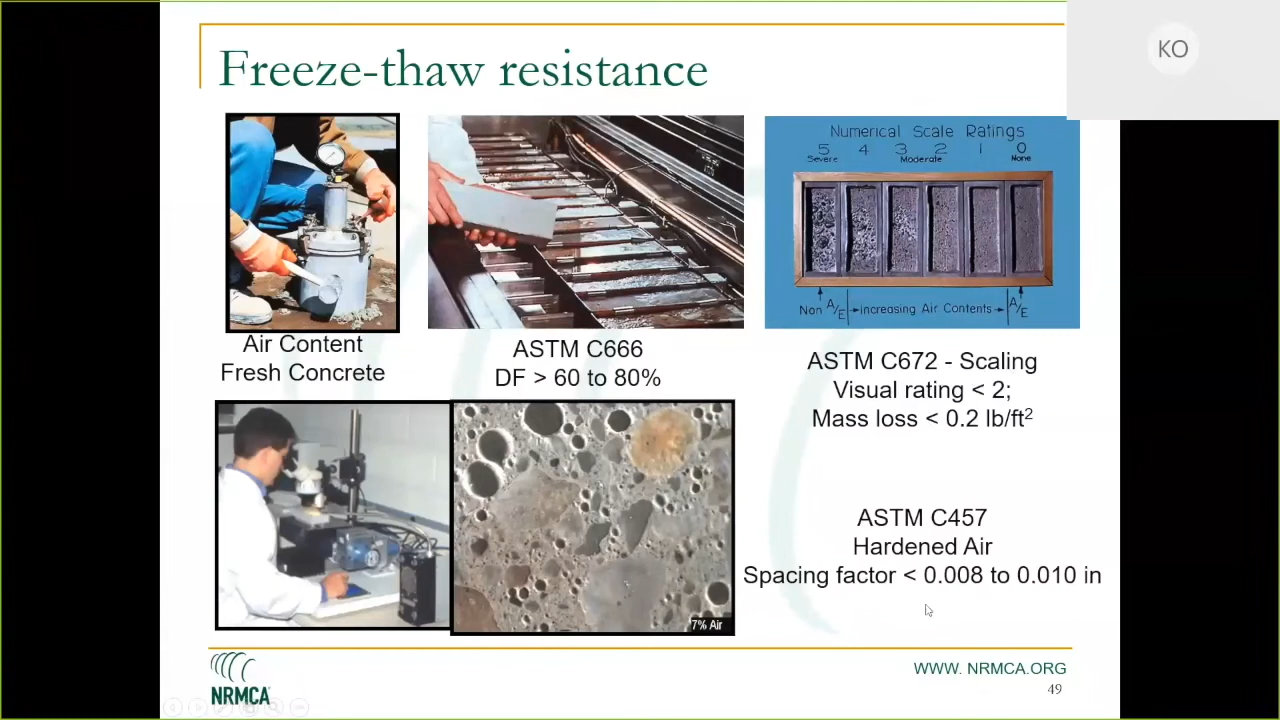 Freeze-thaw resistance
KO
Numerical Scale Ratings
5 4 3 2 1 0
Severe Moderate None
Non A/E Increasing Air Contents A/E
Air Content
Fresh Concrete
ASTM C666
DF > 60 to 80%
ASTM C672 - Scaling
Visual rating < 2;
Mass loss < 0.2 lb/ft²
7% Air
ASTM C457
Hardened Air
Spacing factor < 0.008 to 0.010 in
NRMCA
WWW. NRMCA.ORG
49